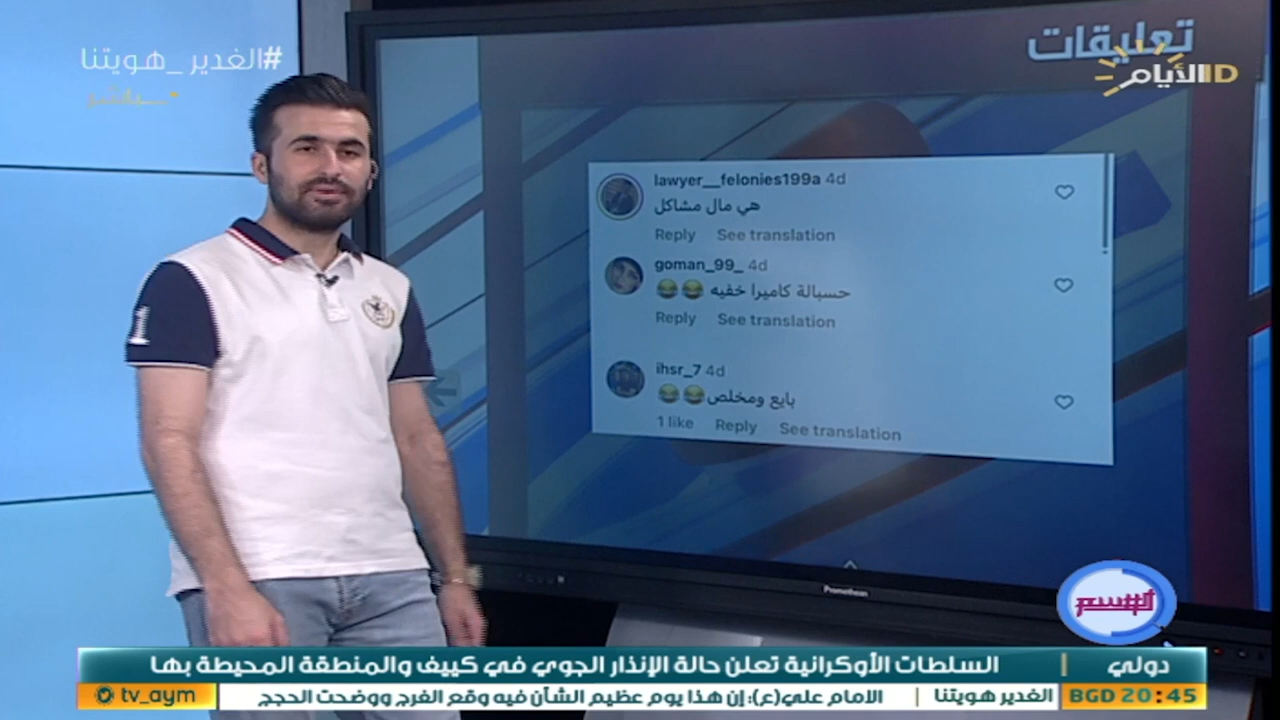 #الغدير_هويتنا
تعليقات
الأيام HD
lawyer__felonies199a 4d
هي مال مشاكل
Reply See translation
goman_99_ 4d
حسبالة كاميرا خفيه 😂😂
Reply See translation
ihsr_7 4d
بايع ومخلص😂😂
1 like Reply See translation
Promethean
1
دولي | السلطات الأوكرانية تعلن حالة الإنذار الجوي في كييف والمنطقة المحيطة بها
BGD 20:45 الغدير هويتنا | الامام علي(ع): إن هذا يوم عظيم الشأن فيه وقع الفرج ووضحت الحجج
tv_aym